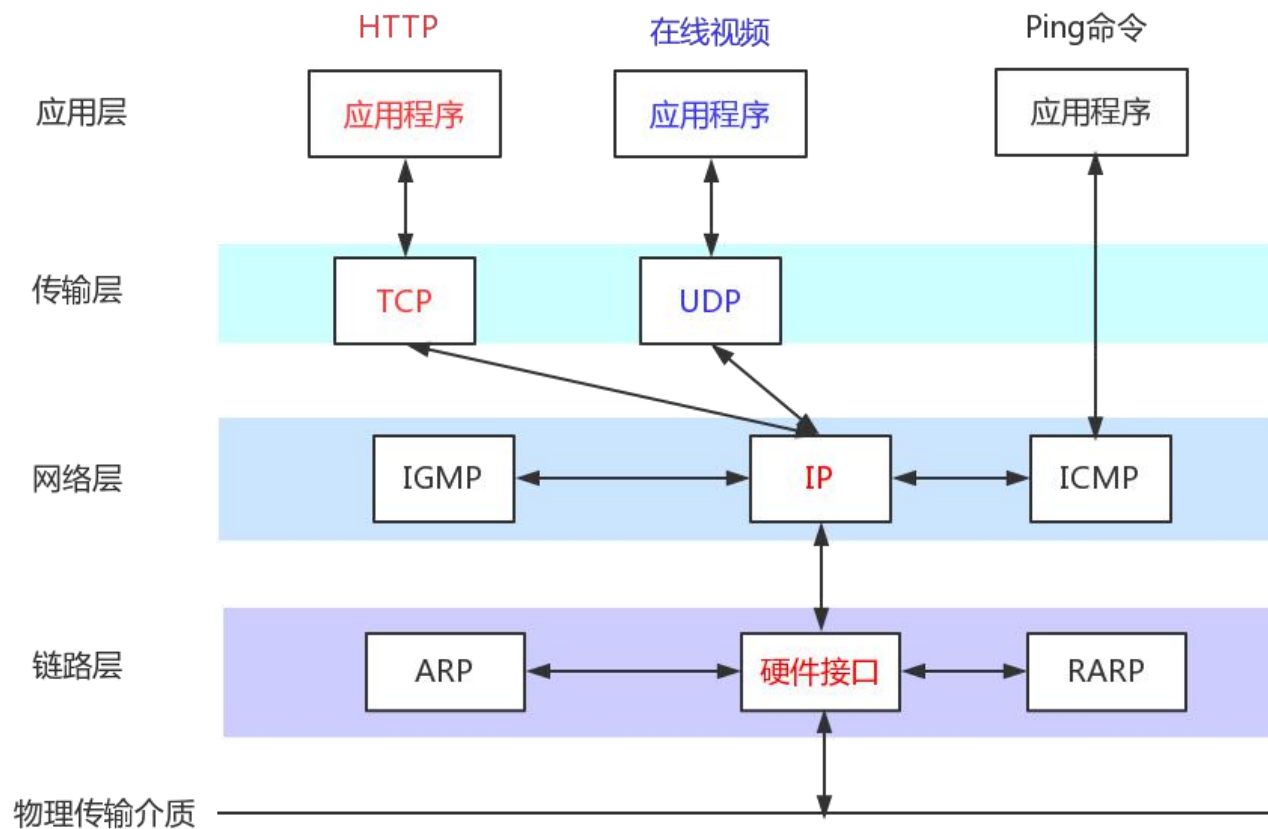 HTTP
在线视频
Ping命令
应用层
应用程序
应用程序
应用程序
传输层
TCP
UDP
网络层
IGMP
IP
ICMP
链路层
ARP
硬件接口
RARP
物理传输介质